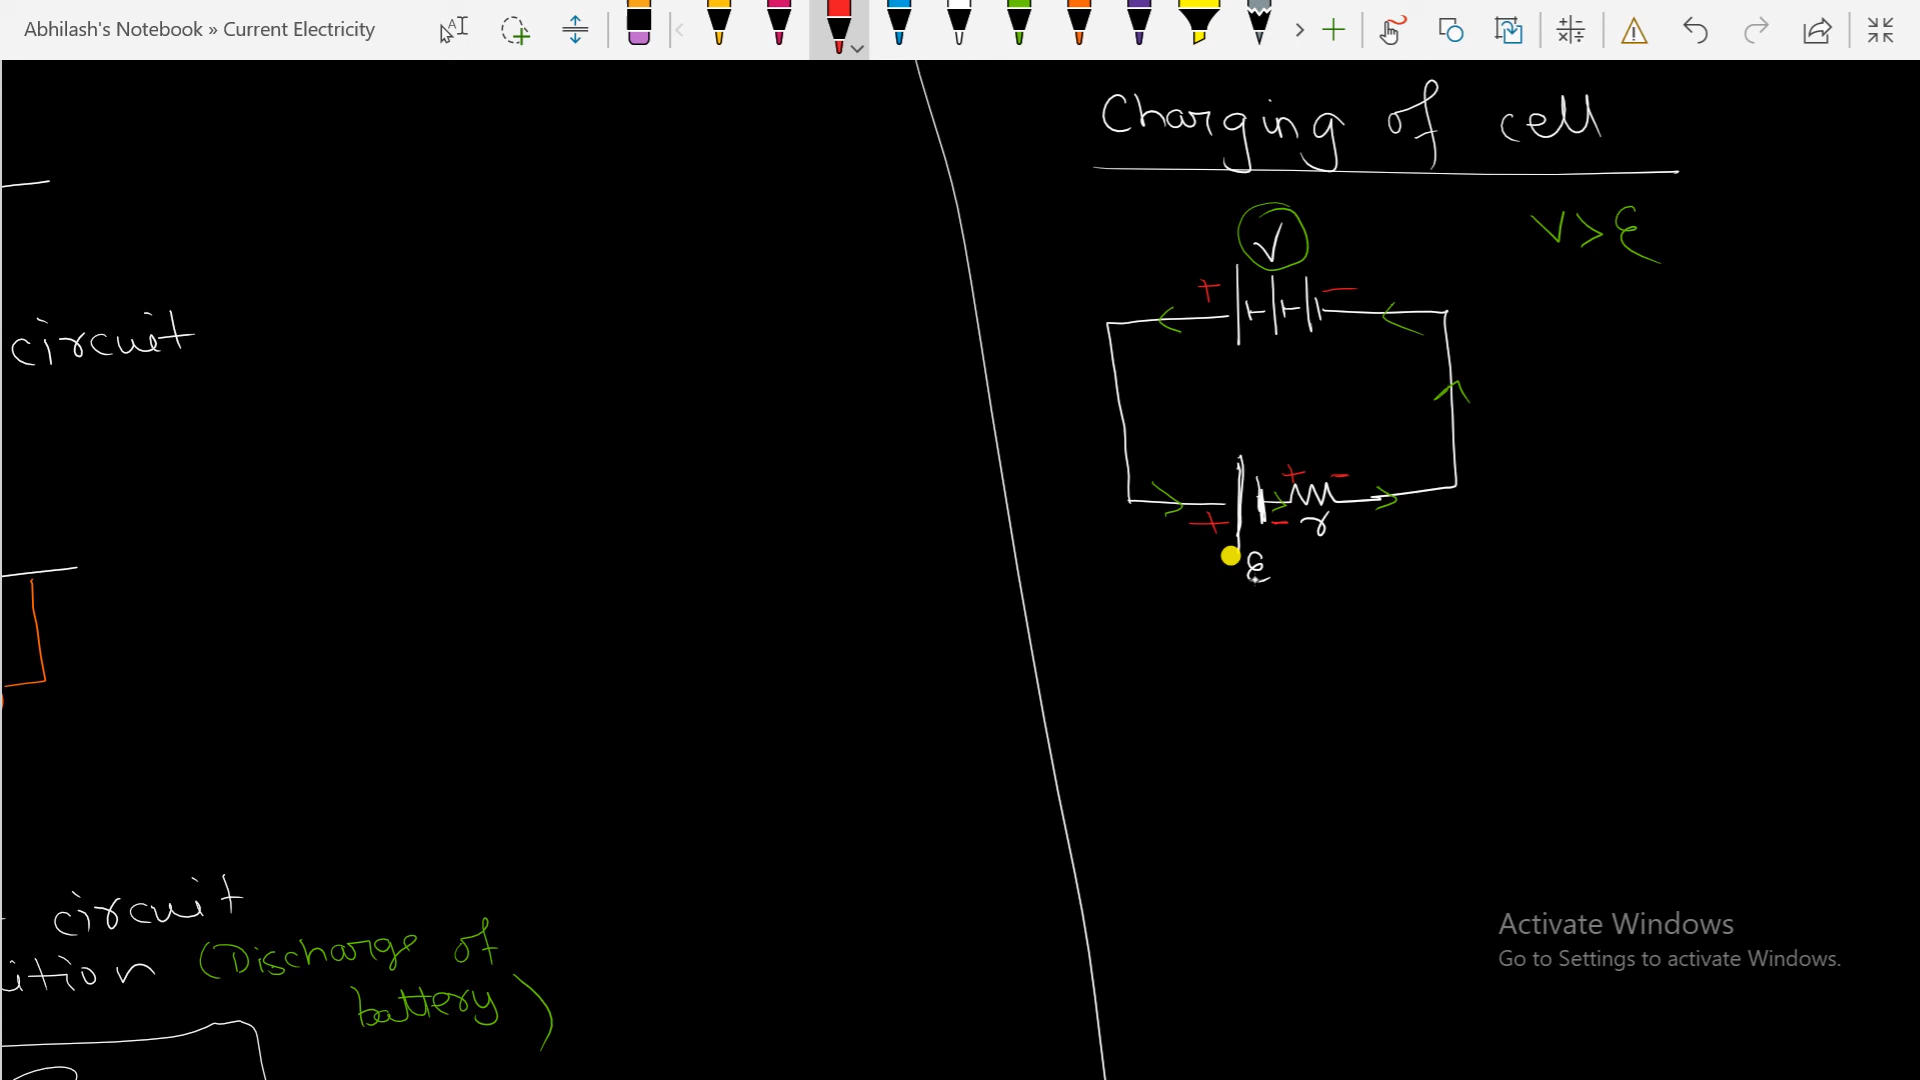 Abhilash's Notebook » Current Electricity
Charging of cell
V
V > ε
+ −
circuit
+ −
+ − r
ε
circuit
ition (Discharge of
battery)
Activate Windows
Go to Settings to activate Windows.